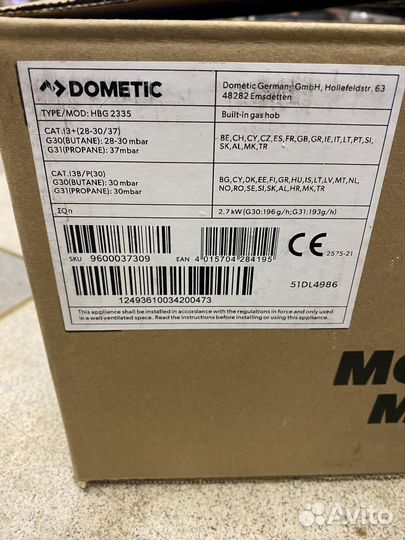 DOMETIC
Dometic Germany GmbH, Hollefeldstr. 63
48282 Emsdetten
TYPE/MOD: HBG 2335
Built-in gas hob
CAT.I3+(28-30/37)
G30(BUTANE): 28-30 mbar
G31(PROPANE): 37mbar
BE,CH,CY,CZ,ES,FR,GB,GR,IE,IT,LT,PT,SI,
SK,AL,MK,TR
CAT.I3B/P(30)
G30(BUTANE): 30 mbar
G31(PROPANE): 30mbar
BG,CY,DK,EE,FI,GR,HU,IS,LT,LV,MT,NL,
NO,RO,SE,SI,SK,AL,HR,MK,TR
ΣQn
2.7 kW (G30:196g/h;G31:193g/h)
SKU 9600037309
EAN 4 015704 284195
CE 2575-21
12493610034200473
51DL4986
This appliance shall be installed in accordance with the regulations in force and only used
in a well ventilated space. Read the instructions before installing or using this appliance.
Avito